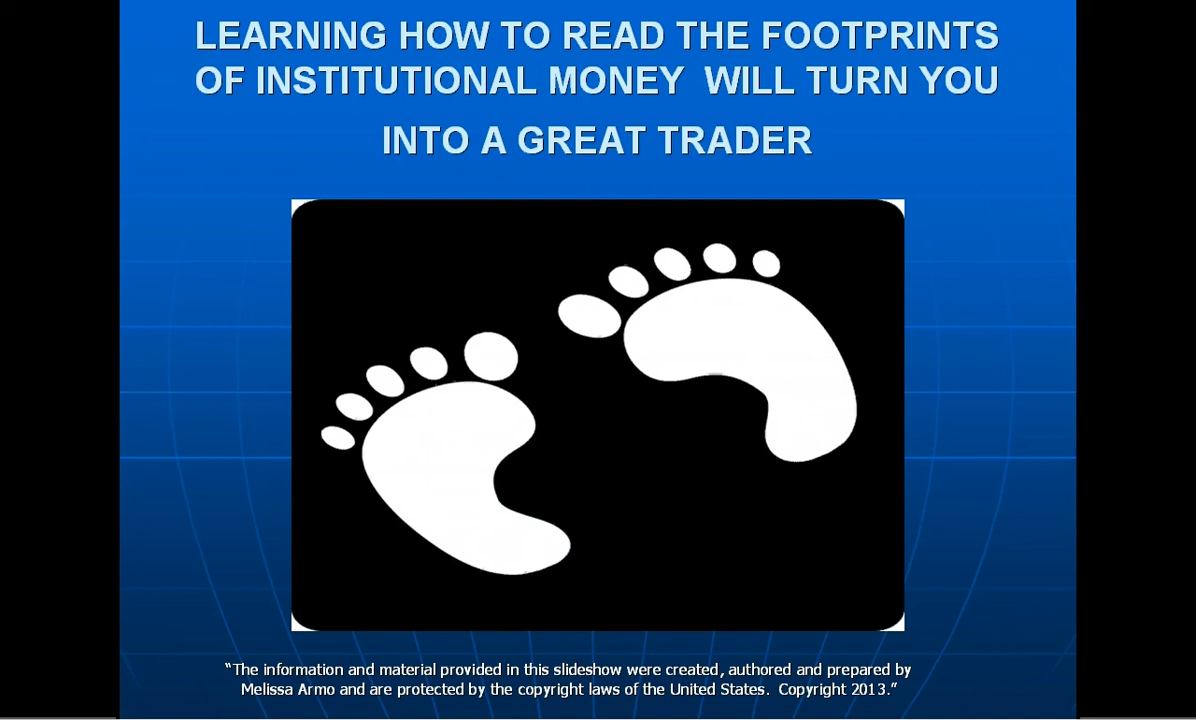 LEARNING HOW TO READ THE FOOTPRINTS
OF INSTITUTIONAL MONEY WILL TURN YOU
INTO A GREAT TRADER
“The information and material provided in this slideshow were created, authored and prepared by
Melissa Armo and are protected by the copyright laws of the United States. Copyright 2013.”